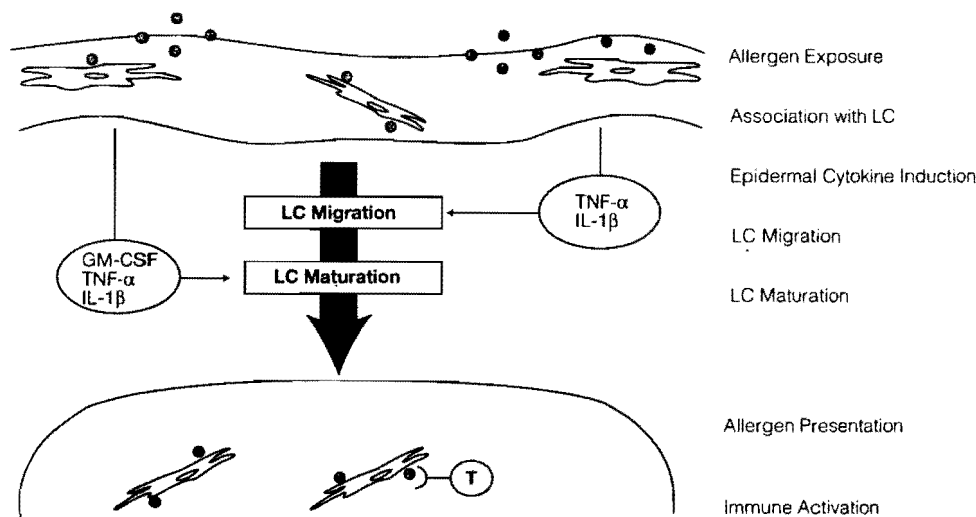 Allergen Exposure
Association with LC
Epidermal Cytokine Induction
TNF-α
IL-1β
LC Migration
LC Migration
GM-CSF
TNF-α
IL-1β
LC Maturation
LC Maturation
Allergen Presentation
T
Immune Activation